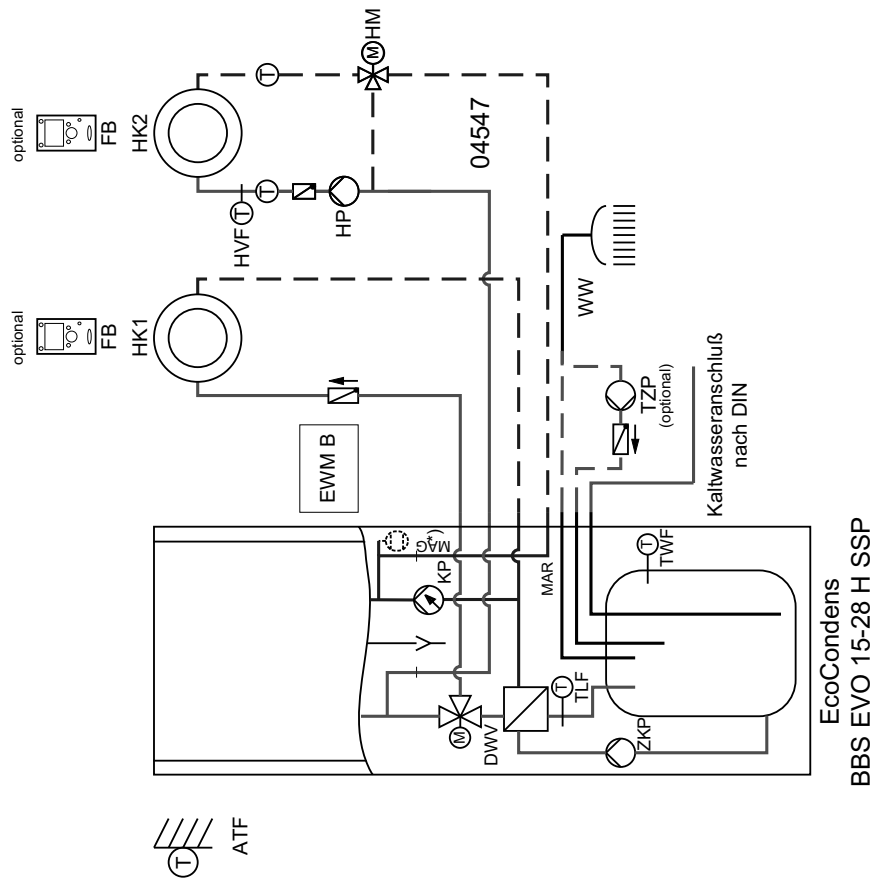 optional
FB
HK2
T
M
HM
HVF
T
T
HP
04547
optional
FB
HK1
WW
TZP
(optional)
Kaltwasseranschluß
nach DIN
EWM B
MAG
*)
KP
MAR
T
TWF
M
DWV
T
TLF
ZKP
EcoCondens
BBS EVO 15-28 H SSP
T
ATF